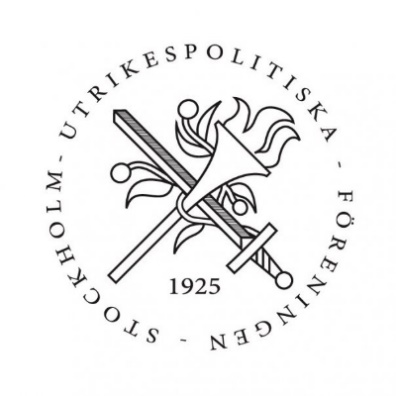 UTRIKESPOLITISKA - FÖRENINGEN - STOCKHOLM-
1925